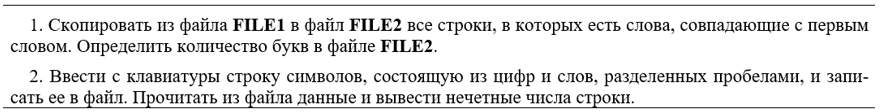 1. Скопировать из файла FILE1 в файл FILE2 все строки, в которых есть слова, совпадающие с первым
словом. Определить количество букв в файле FILE2.
2. Ввести с клавиатуры строку символов, состоящую из цифр и слов, разделенных пробелами, и запи-
сать ее в файл. Прочитать из файла данные и вывести нечетные числа строки.